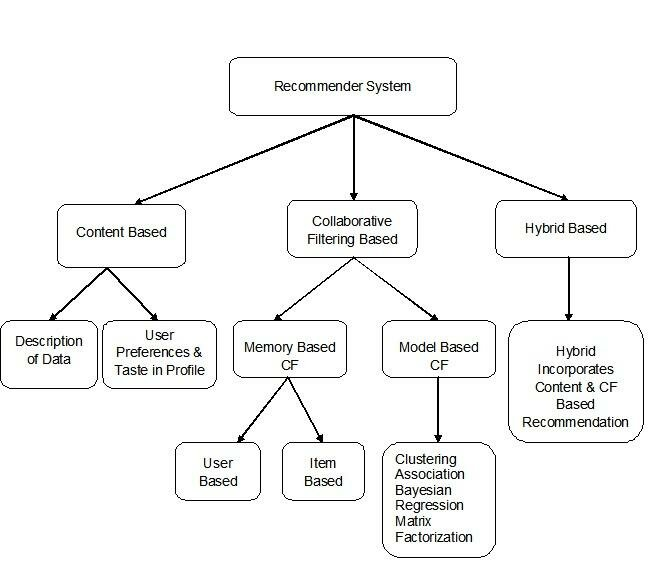 Recommender System
Content Based
Collaborative
Filtering Based
Hybrid Based
Description
of Data
User
Preferences &
Taste in Profile
Memory Based
CF
Model Based
CF
Hybrid
Incorporates
Content & CF
Based
Recommendation
User
Based
Item
Based
Clustering
Association
Bayesian
Regression
Matrix
Factorization